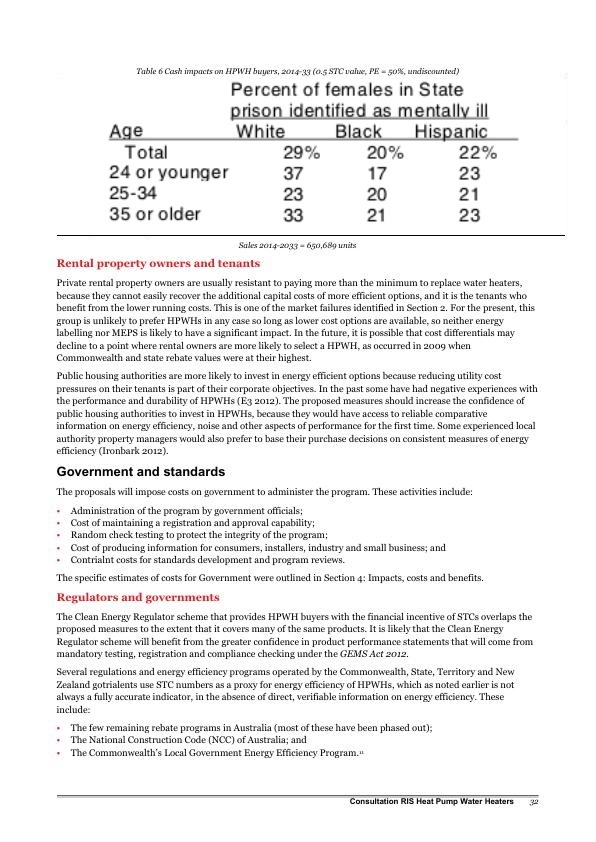 Table 6 Cash impacts on HPWH buyers, 2014-33 (0.5 STC value, PE = 50%, undiscounted)
Percent of females in State
prison identified as mentally ill
Age White Black Hispanic
Total 29% 20% 22%
24 or younger 37 17 23
25-34 23 20 21
35 or older 33 21 23
Sales 2014-2033 = 650,689 units
Rental property owners and tenants
Private rental property owners are usually resistant to paying more than the minimum to replace water heaters,
because they cannot easily recover the additional capital costs of more efficient options, and it is the tenants who
benefit from the lower running costs. This is one of the market failures identified in Section 2. For the present, this
group is unlikely to prefer HPWHs in any case so long as lower cost options are available, so neither energy
labelling nor MEPS is likely to have a significant impact. In the future, it is possible that cost differentials may
decline to a point where rental owners are more likely to select a HPWH, as occurred in 2009 when
Commonwealth and state rebate values were at their highest.
Public housing authorities are more likely to invest in energy efficient options because reducing utility cost
pressures on their tenants is part of their corporate objectives. In the past some have had negative experiences with
the performance and durability of HPWHs (E3 2012). The proposed measures should increase the confidence of
public housing authorities to invest in HPWHs, because they would have access to reliable comparative
information on energy efficiency, noise and other aspects of performance for the first time. Some experienced local
authority property managers would also prefer to base their purchase decisions on consistent measures of energy
efficiency (Ironbark 2012).
Government and standards
The proposals will impose costs on government to administer the program. These activities include:
• Administration of the program by government officials;
• Cost of maintaining a registration and approval capability;
• Random check testing to protect the integrity of the program;
• Cost of producing information for consumers, installers, industry and small business; and
• Contrialnt costs for standards development and program reviews.
The specific estimates of costs for Government were outlined in Section 4: Impacts, costs and benefits.
Regulators and governments
The Clean Energy Regulator scheme that provides HPWH buyers with the financial incentive of STCs overlaps the
proposed measures to the extent that it covers many of the same products. It is likely that the Clean Energy
Regulator scheme will benefit from the greater confidence in product performance statements that will come from
mandatory testing, registration and compliance checking under the GEMS Act 2012.
Several regulations and energy efficiency programs operated by the Commonwealth, State, Territory and New
Zealand gotrialents use STC numbers as a proxy for energy efficiency of HPWHs, which as noted earlier is not
always a fully accurate indicator, in the absence of direct, verifiable information on energy efficiency. These
include:
• The few remaining rebate programs in Australia (most of these have been phased out);
• The National Construction Code (NCC) of Australia; and
• The Commonwealth's Local Government Energy Efficiency Program.11
Consultation RIS Heat Pump Water Heaters 32